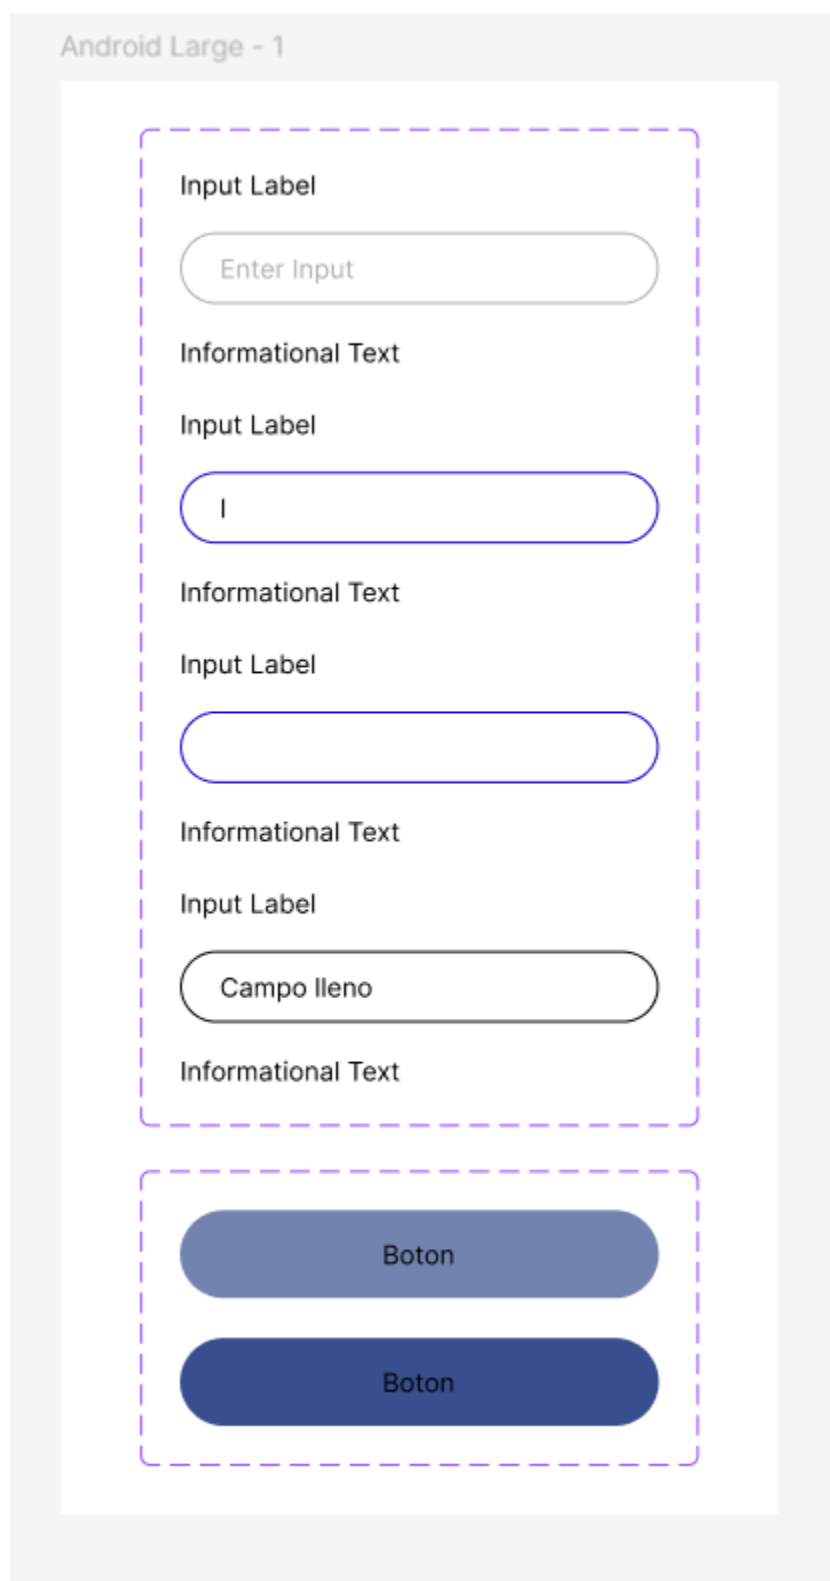 Android Large - 1
Input Label
Enter Input
Informational Text
Input Label
I
Informational Text
Input Label
Informational Text
Input Label
Campo lleno
Informational Text
Boton
Boton